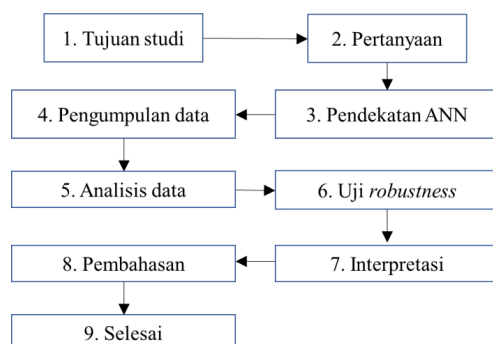 1. Tujuan studi
2. Pertanyaan
3. Pendekatan ANN
4. Pengumpulan data
5. Analisis data
6. Uji robustness
7. Interpretasi
8. Pembahasan
9. Selesai